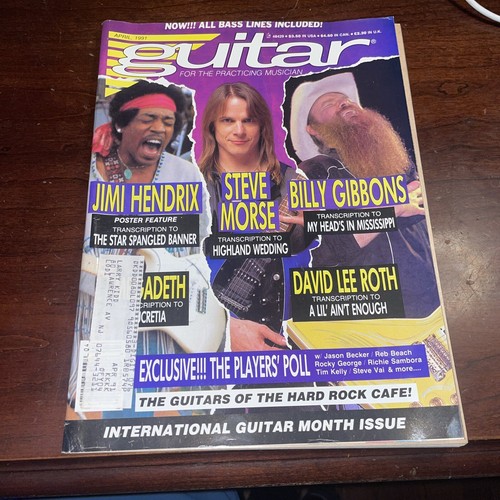 NOW!!! ALL BASS LINES INCLUDED!
APRIL, 1991
guitar
FOR THE PRACTICING MUSICIAN
JIMI HENDRIX
POSTER FEATURE
TRANSCRIPTION TO
THE STAR SPANGLED BANNER
STEVE
MORSE
TRANSCRIPTION TO
HIGHLAND WEDDING
BILLY GIBBONS
TRANSCRIPTION TO
MY HEAD'S IN MISSISSIPPI
ADETH
CRIPTION TO
CRETIA
DAVID LEE ROTH
TRANSCRIPTION TO
A LIL' AIN'T ENOUGH
EXCLUSIVE!!! THE PLAYERS' POLL
w/ Jason Becker / Reb Beach
Rocky George / Richie Sambora
Tim Kelly / Steve Vai & more....
THE GUITARS OF THE HARD ROCK CAFE!
INTERNATIONAL GUITAR MONTH ISSUE